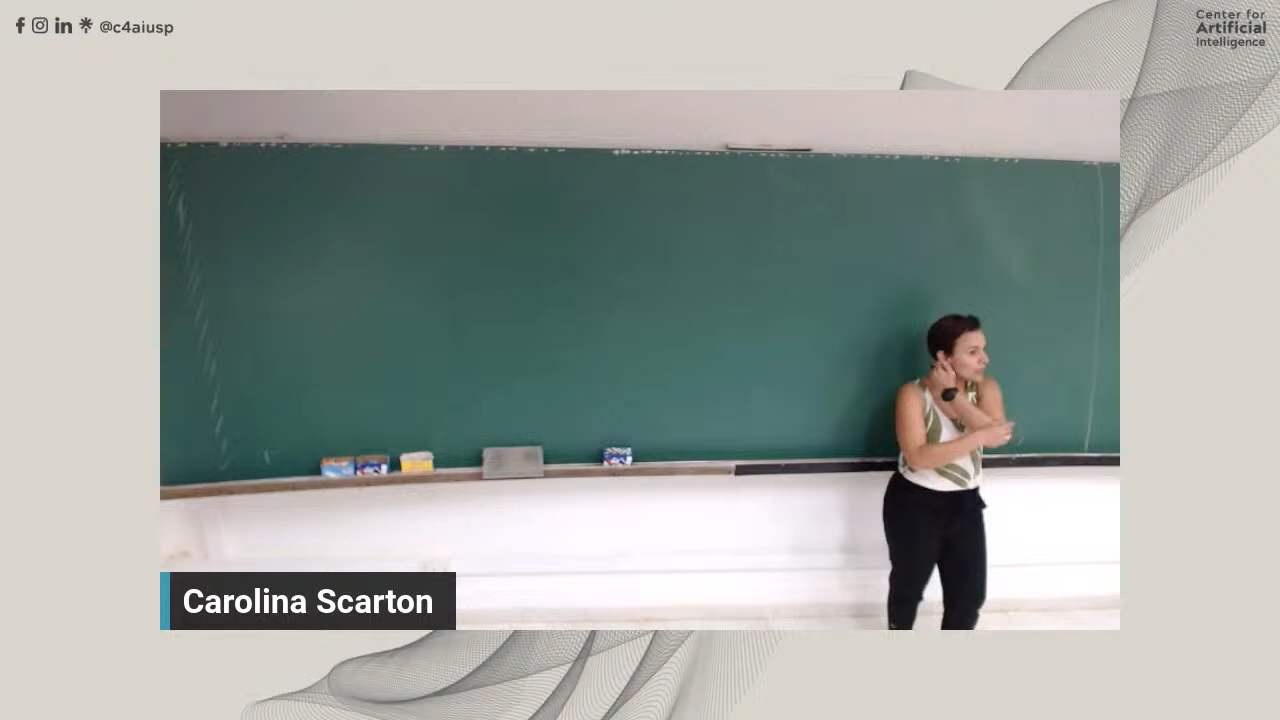 @c4aiusp
Center for
Artificial
Intelligence
Carolina Scarton